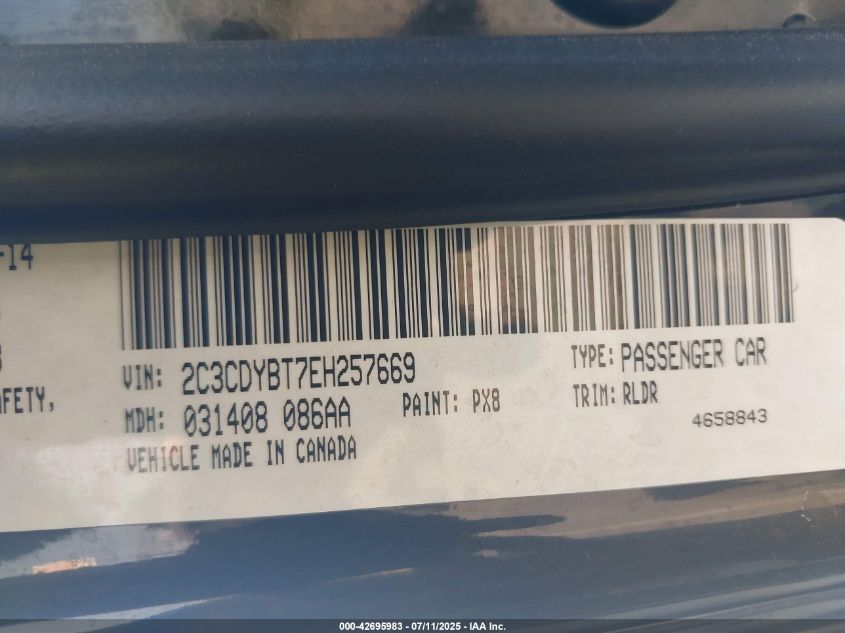 -14
VIN: 2C3CDYBT7EH257669 TYPE: PASSENGER CAR
AFETY, MDH: 031408 086AA PAINT: PX8 TRIM: RLDR
VEHICLE MADE IN CANADA 4658843
000-42695983 - 07/11/2025 - IAA Inc.